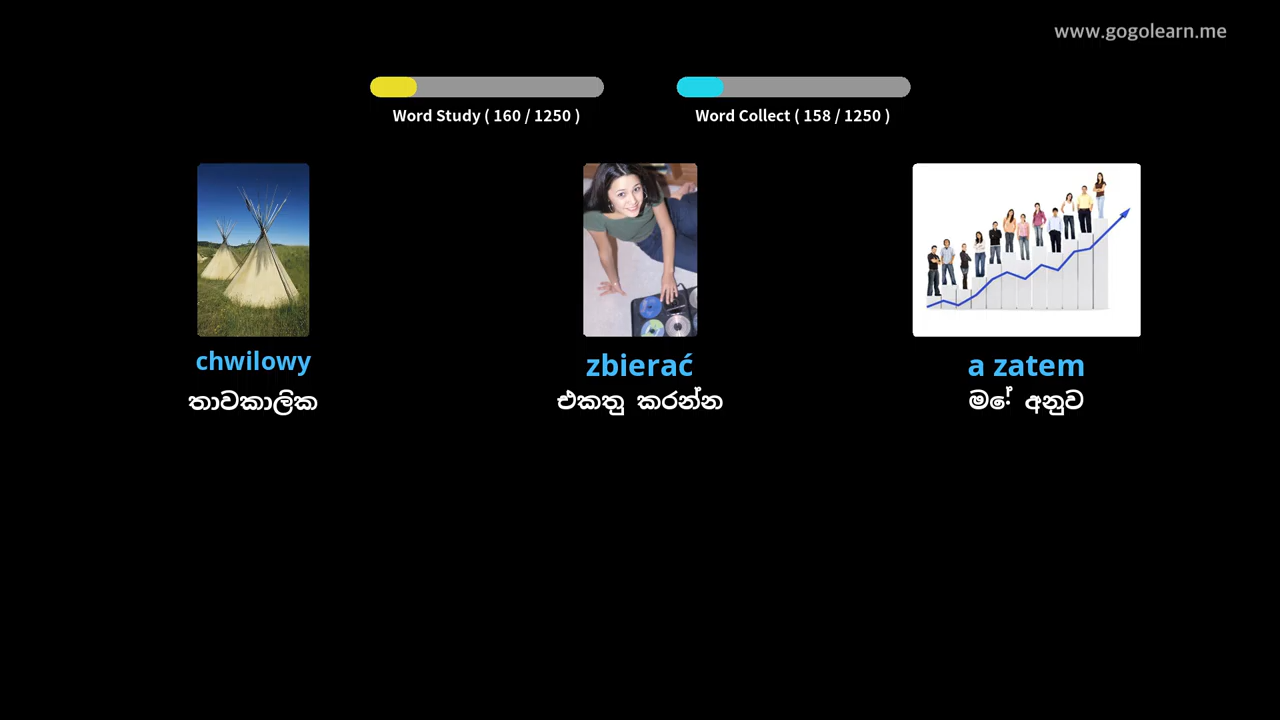 www.gogolearn.me
Word Study ( 160 / 1250 )
Word Collect ( 158 / 1250 )
chwilowy
තාවකාලික
zbierać
එකතු කරන්න
a zatem
මේ අනුව